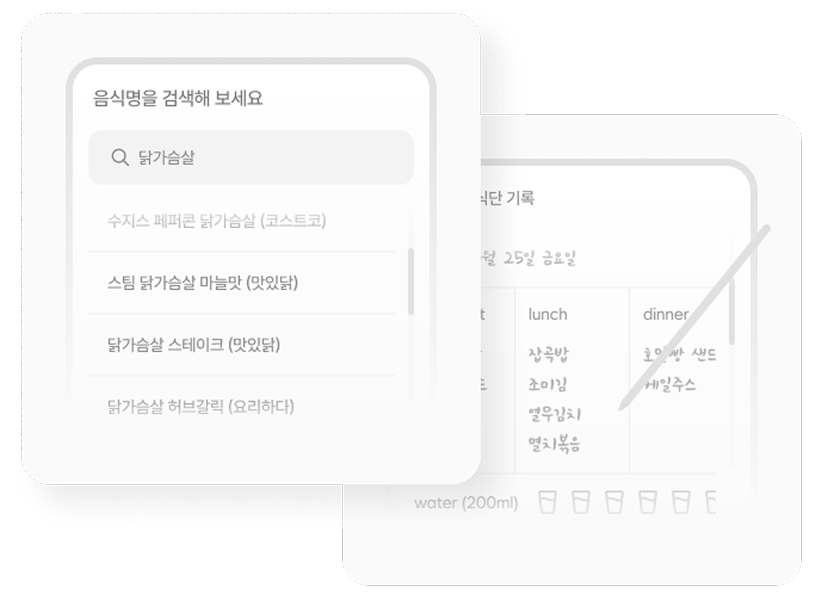 음식명을 검색해 보세요
닭가슴살
수지스 페퍼콘 닭가슴살 (코스트코)
스팀 닭가슴살 마늘맛 (맛있닭)
닭가슴살 스테이크 (맛있닭)
닭가슴살 허브갈릭 (요리하다)
식단 기록
월 25일 금요일
lunch
잡곡밥
조미김
열무김치
멸치볶음
dinner
호밀빵 샌드
케일주스
water (200ml)